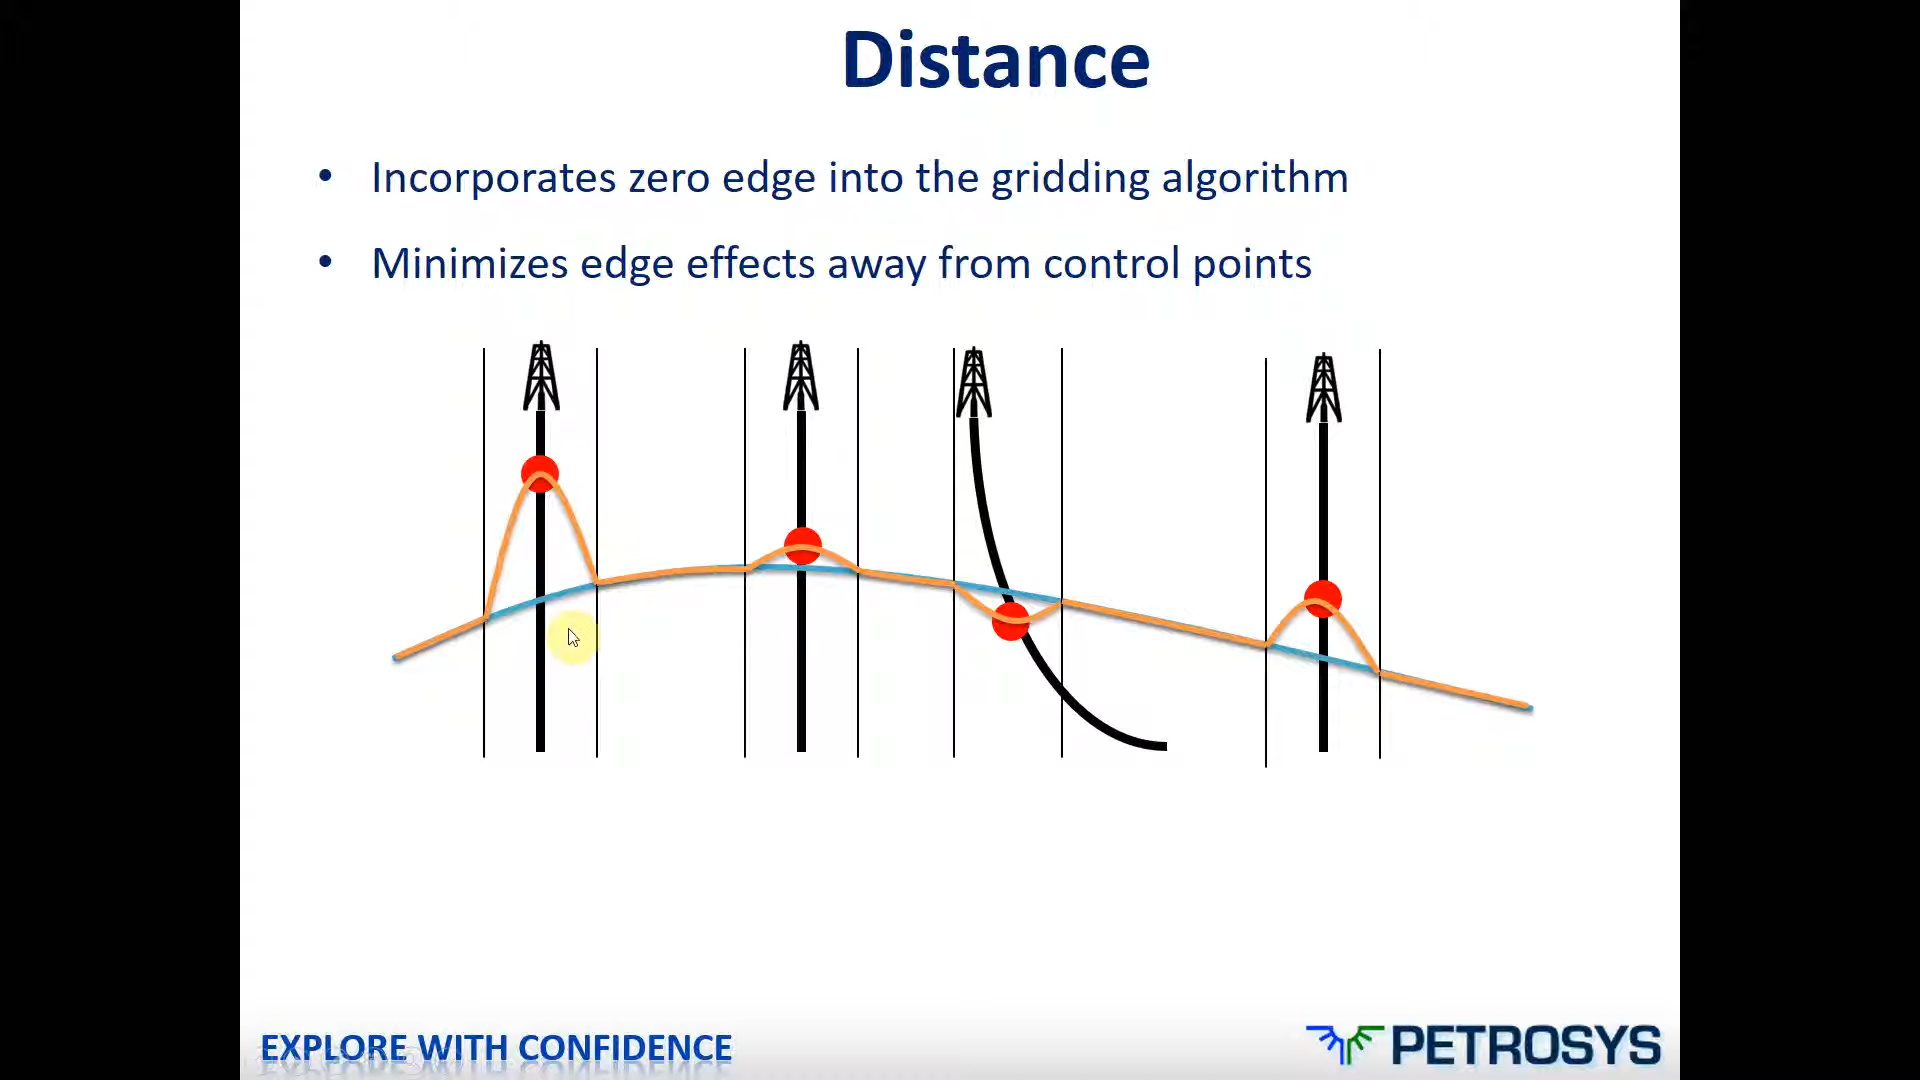 Distance
• Incorporates zero edge into the gridding algorithm
• Minimizes edge effects away from control points
EXPLORE WITH CONFIDENCE
PETROSYS